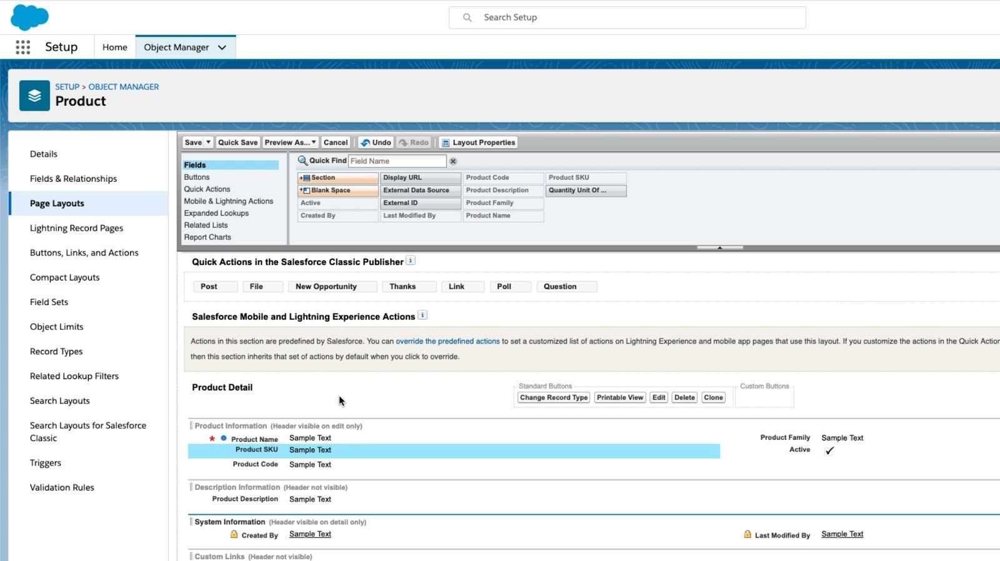 Search Setup
Setup
Home
Object Manager
SETUP > OBJECT MANAGER
Product
Details
Fields & Relationships
Page Layouts
Lightning Record Pages
Buttons, Links, and Actions
Compact Layouts
Field Sets
Object Limits
Record Types
Related Lookup Filters
Search Layouts
Search Layouts for Salesforce
Classic
Triggers
Validation Rules
Save
Quick Save
Preview As...
Cancel
Undo
Redo
Layout Properties
Fields
Buttons
Quick Actions
Mobile & Lightning Actions
Expanded Lookups
Related Lists
Report Charts
Quick Find
Field Name
Section
Display URL
Product Code
Product SKU
Blank Space
External Data Source
Product Description
Quantity Unit Of ...
Active
External ID
Product Family
Created By
Last Modified By
Product Name
Quick Actions in the Salesforce Classic Publisher
Post
File
New Opportunity
Thanks
Link
Poll
Question
Salesforce Mobile and Lightning Experience Actions
Actions in this section are predefined by Salesforce. You can override the predefined actions to set a customized list of actions on Lightning Experience and mobile app pages that use this layout. If you customize the actions in the Quick Action
then this section inherits that set of actions by default when you click to override.
Product Detail
Standard Buttons
Change Record Type
Printable View
Edit
Delete
Clone
Custom Buttons
Product Information (Header visible on edit only)
* Product Name Sample Text
Product Family Sample Text
Product SKU Sample Text
Active
Product Code Sample Text
Description Information (Header not visible)
Product Description Sample Text
System Information (Header visible on detail only)
Created By Sample Text
Last Modified By Sample Text
Custom Links (Header not visible)